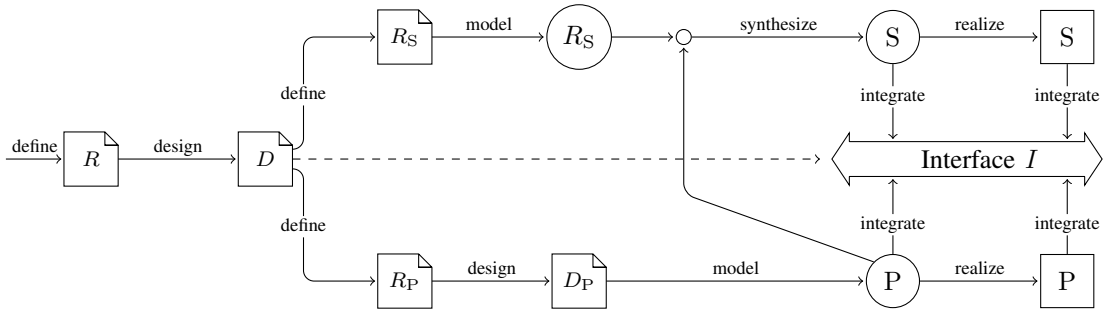 R_S model R_S synthesize S realize S
define integrate integrate
define R design D Interface I
define integrate integrate
R_P design D_P model P realize P